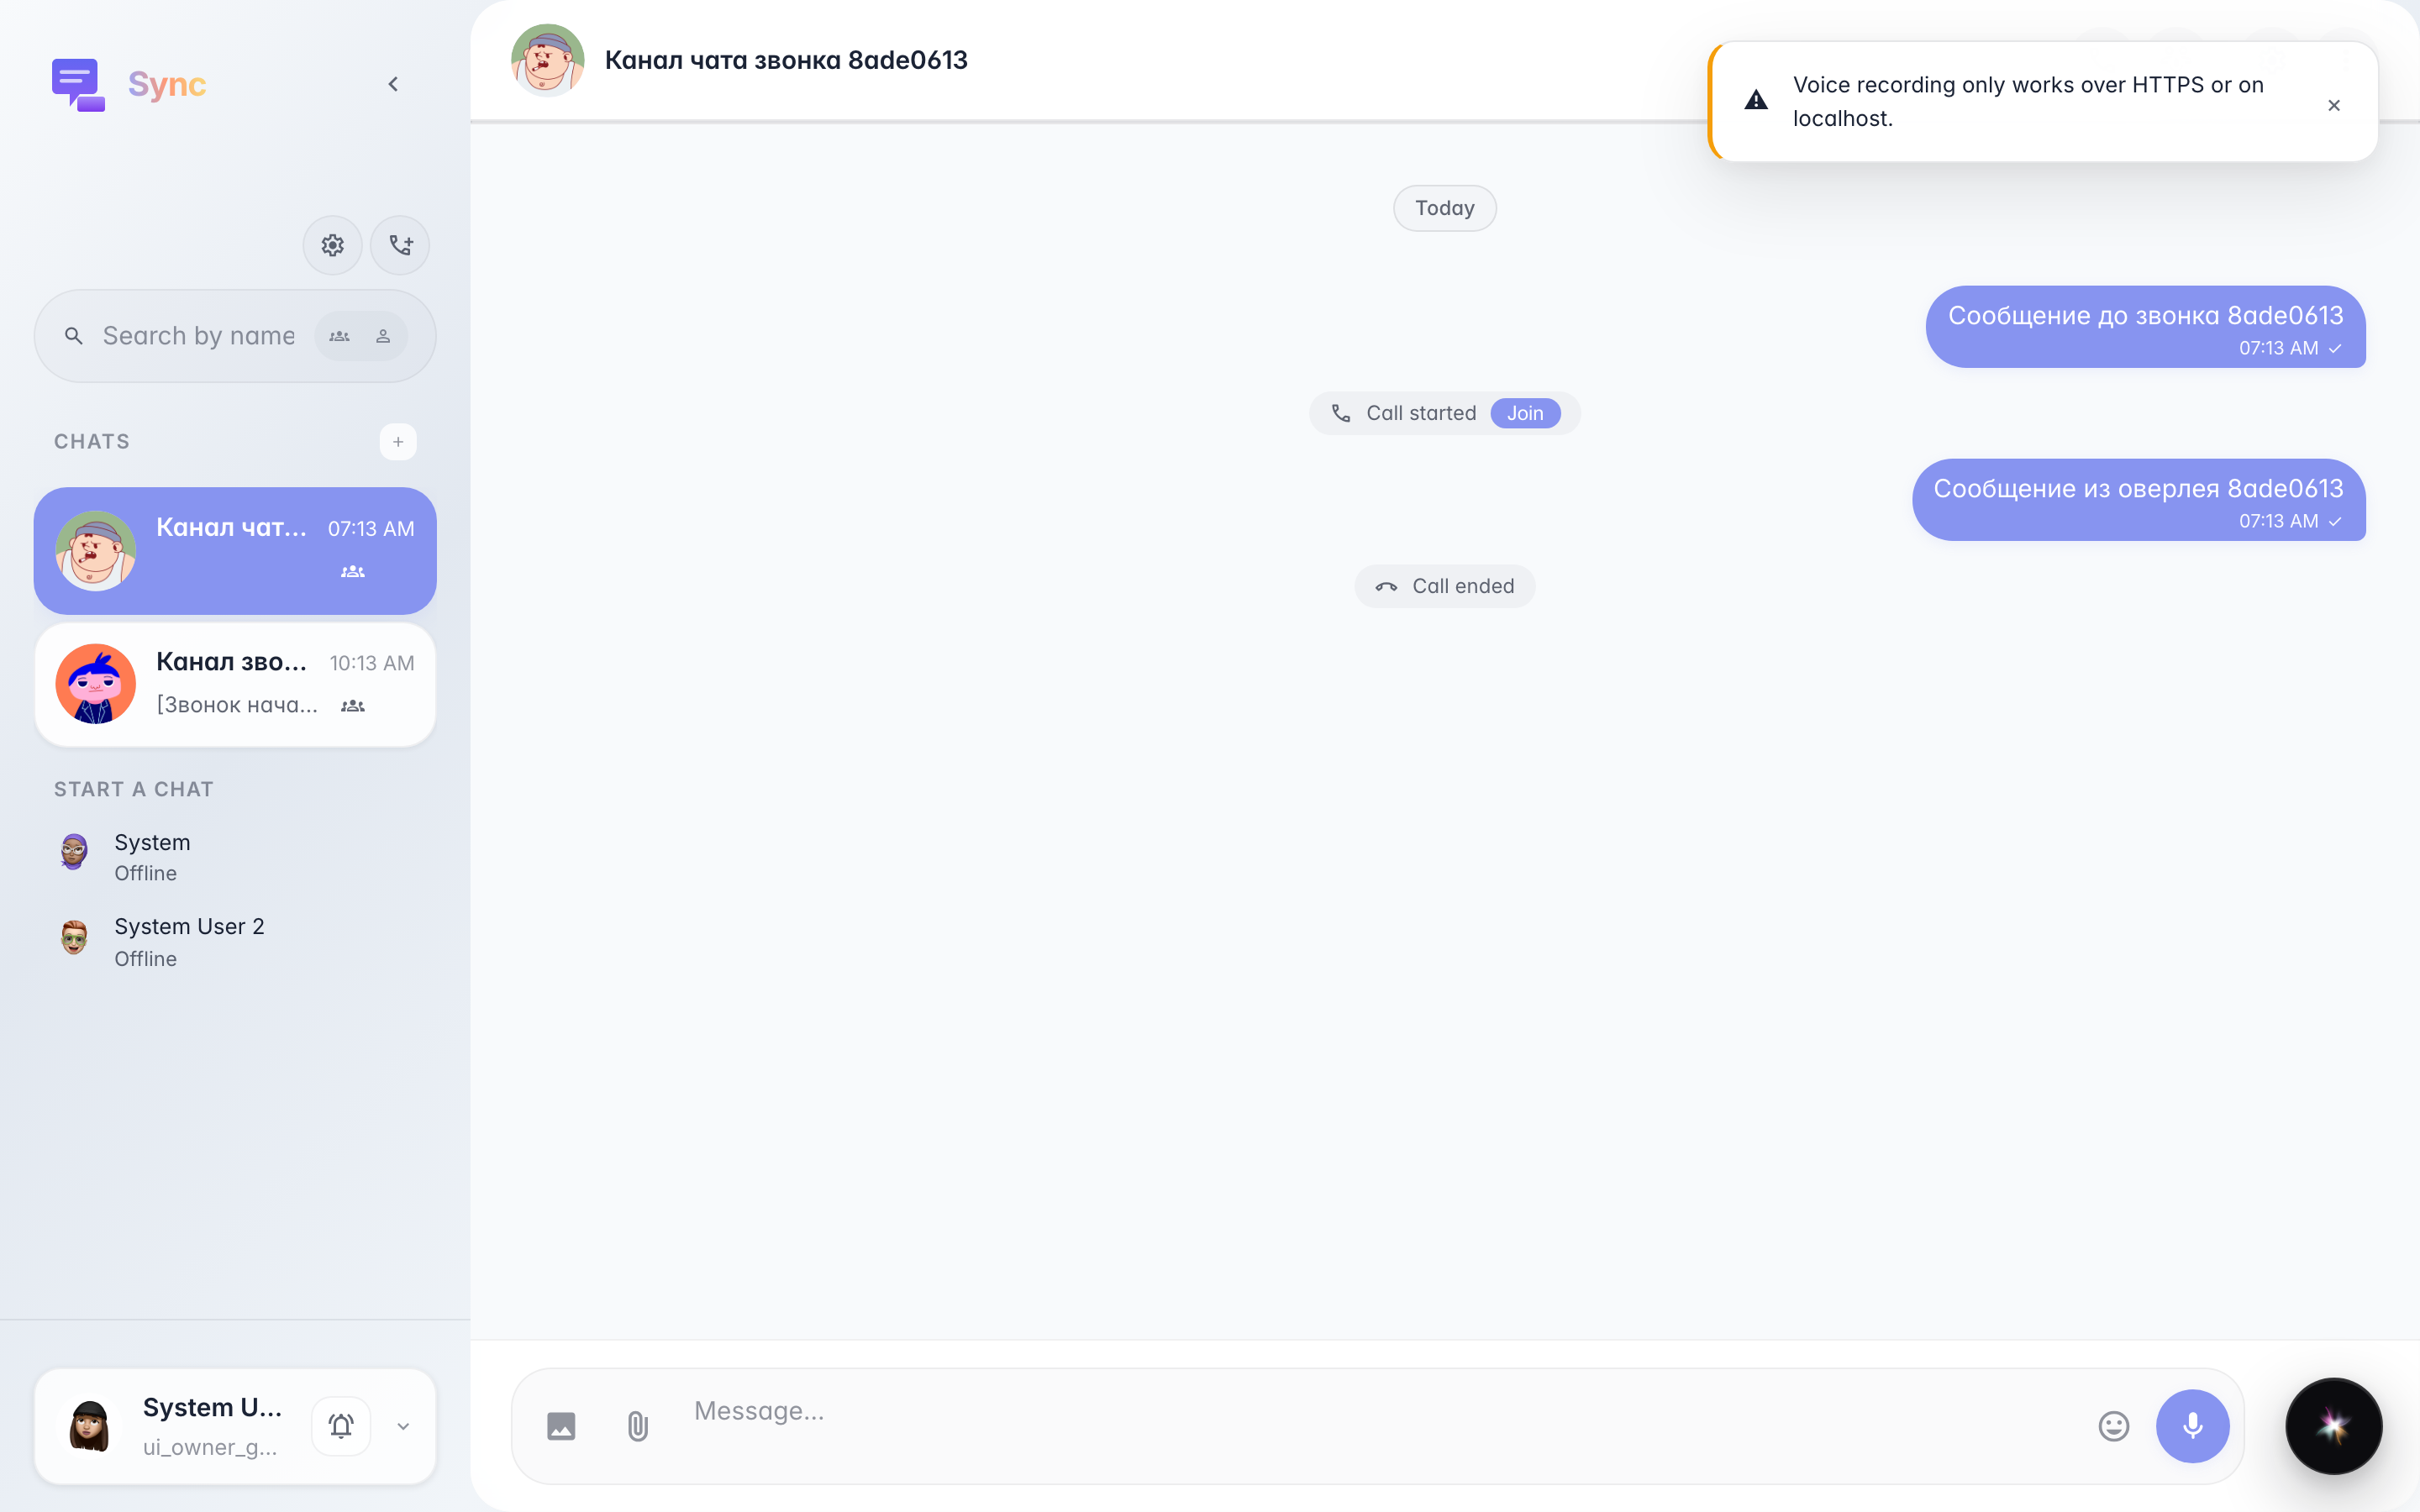 Sync
Search by name
CHATS
Канал чат... 07:13 AM
Канал зво... 10:13 AM
[Звонок нача...
START A CHAT
System
Offline
System User 2
Offline
System U...
ui_owner_g...
Канал чата звонка 8ade0613
Voice recording only works over HTTPS or on
localhost.
Today
Сообщение до звонка 8ade0613
07:13 AM
Call started Join
Сообщение из оверлея 8ade0613
07:13 AM
Call ended
Message...